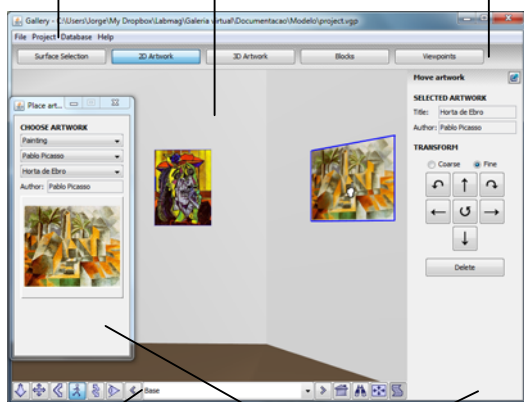 Gallery - C:\Users\Jorge\My Dropbox\Labmag\Galeria virtual\Documentacao\Modelo\project.vgp
File Project Database Help
Surface Selection 2D Artwork 3D Artwork Blocks Viewpoints
Move artwork
SELECTED ARTWORK
Title: Horta de Ebro
Author: Pablo Picasso
TRANSFORM
Coarse Fine
Delete
Place art...
CHOOSE ARTWORK
Painting
Pablo Picasso
Horta de Ebro
Author: Pablo Picasso
Base